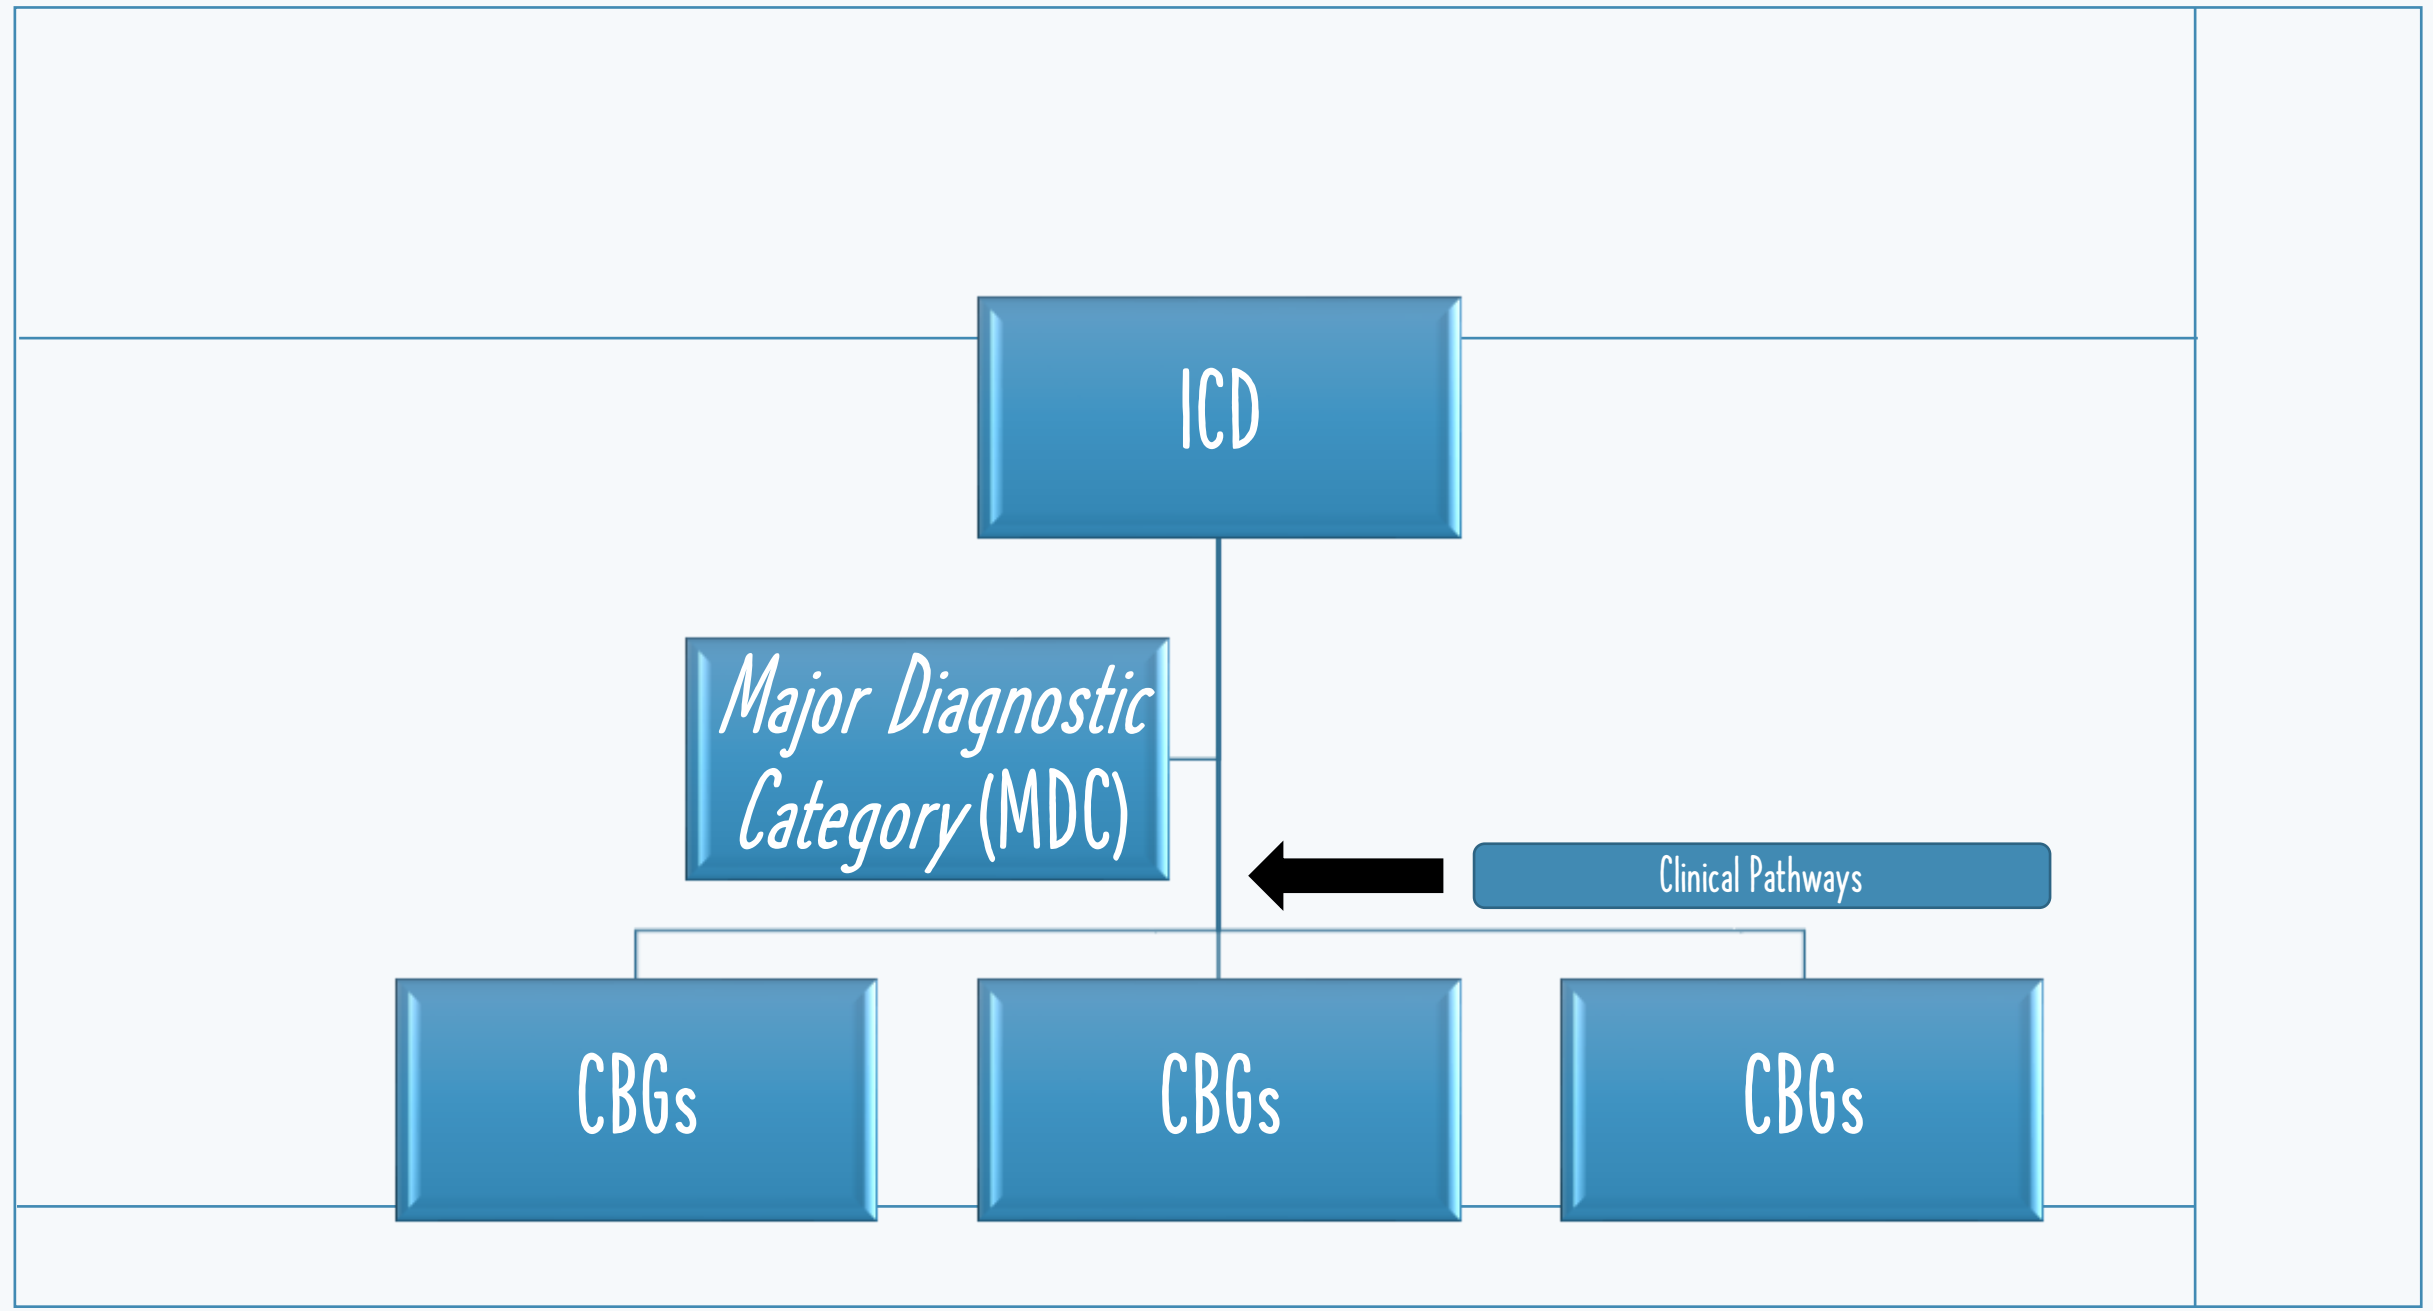 ICD
Major Diagnostic
Category (MDC)
Clinical Pathways
CBGs
CBGs
CBGs